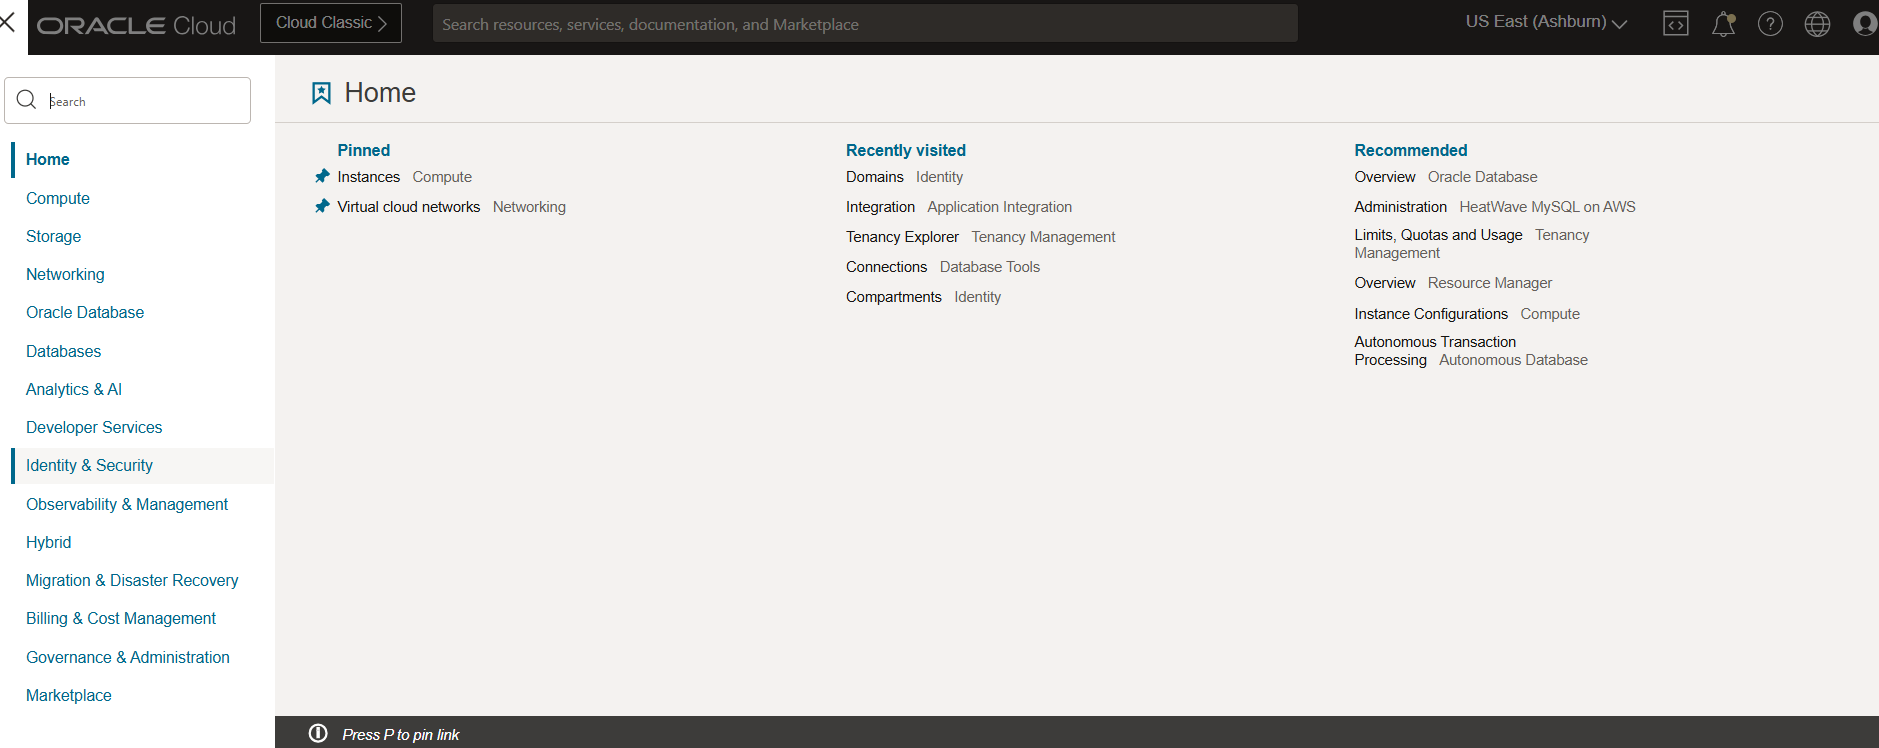 ORACLE Cloud
Cloud Classic
Search resources, services, documentation, and Marketplace
US East (Ashburn)
Search
Home
Compute
Storage
Networking
Oracle Database
Databases
Analytics & AI
Developer Services
Identity & Security
Observability & Management
Hybrid
Migration & Disaster Recovery
Billing & Cost Management
Governance & Administration
Marketplace
Home
Pinned
Instances Compute
Virtual cloud networks Networking
Recently visited
Domains Identity
Integration Application Integration
Tenancy Explorer Tenancy Management
Connections Database Tools
Compartments Identity
Recommended
Overview Oracle Database
Administration HeatWave MySQL on AWS
Limits, Quotas and Usage Tenancy
Management
Overview Resource Manager
Instance Configurations Compute
Autonomous Transaction
Processing Autonomous Database
Press P to pin link